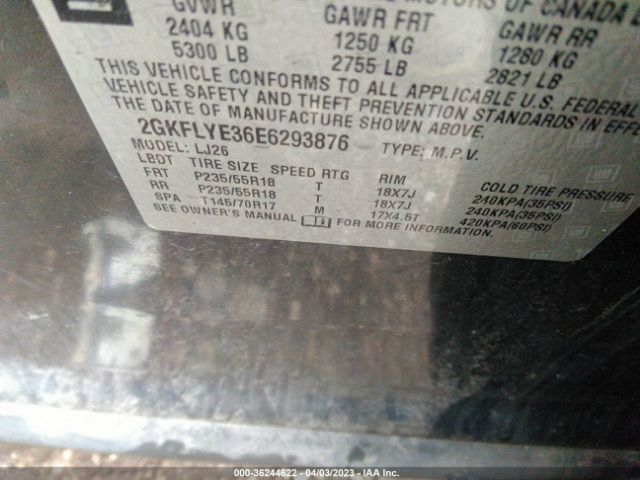 MOTORS OF CANADA
GVWR GAWR FRT GAWR RR
2404 KG 1250 KG 1280 KG
5300 LB 2755 LB 2821 LB
THIS VEHICLE CONFORMS TO ALL APPLICABLE U.S. FEDERAL
VEHICLE SAFETY AND THEFT PREVENTION STANDARDS
THE DATE OF MANUFACTURE SHOWN ABOVE.
2GKFLYE36E6293876 TYPE: M.P.V.
MODEL: LJ26
LBDT TIRE SIZE SPEED RTG RIM COLD TIRE PRESSURE
FRT P235/55R18 T 18X7J 240KPA(35PSI)
RR P235/55R18 T 18X7J 240KPA(35PSI)
SPA T145/70R17 M 17X4.5T 420KPA(60PSI)
SEE OWNER'S MANUAL FOR MORE INFORMATION.
000-36244622 - 04/03/2023 - IAA Inc.